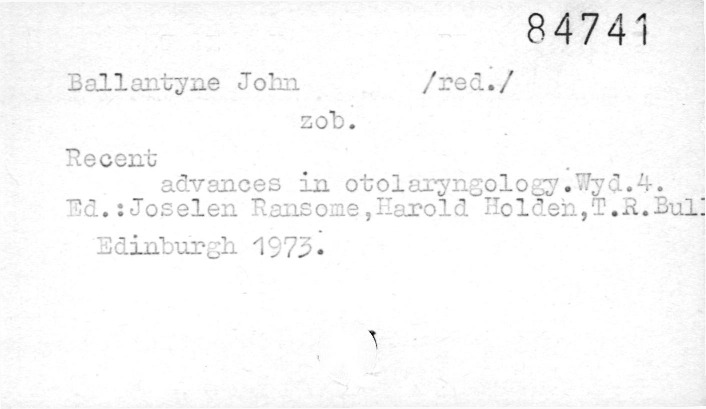 84741
Ballantyne John /red./
zob.
Recent
advances in otolaryngology.Wyd.4.
Ed.:Joselen Ransome,Harold Holden,T.R.Bull
Edinburgh 1973.